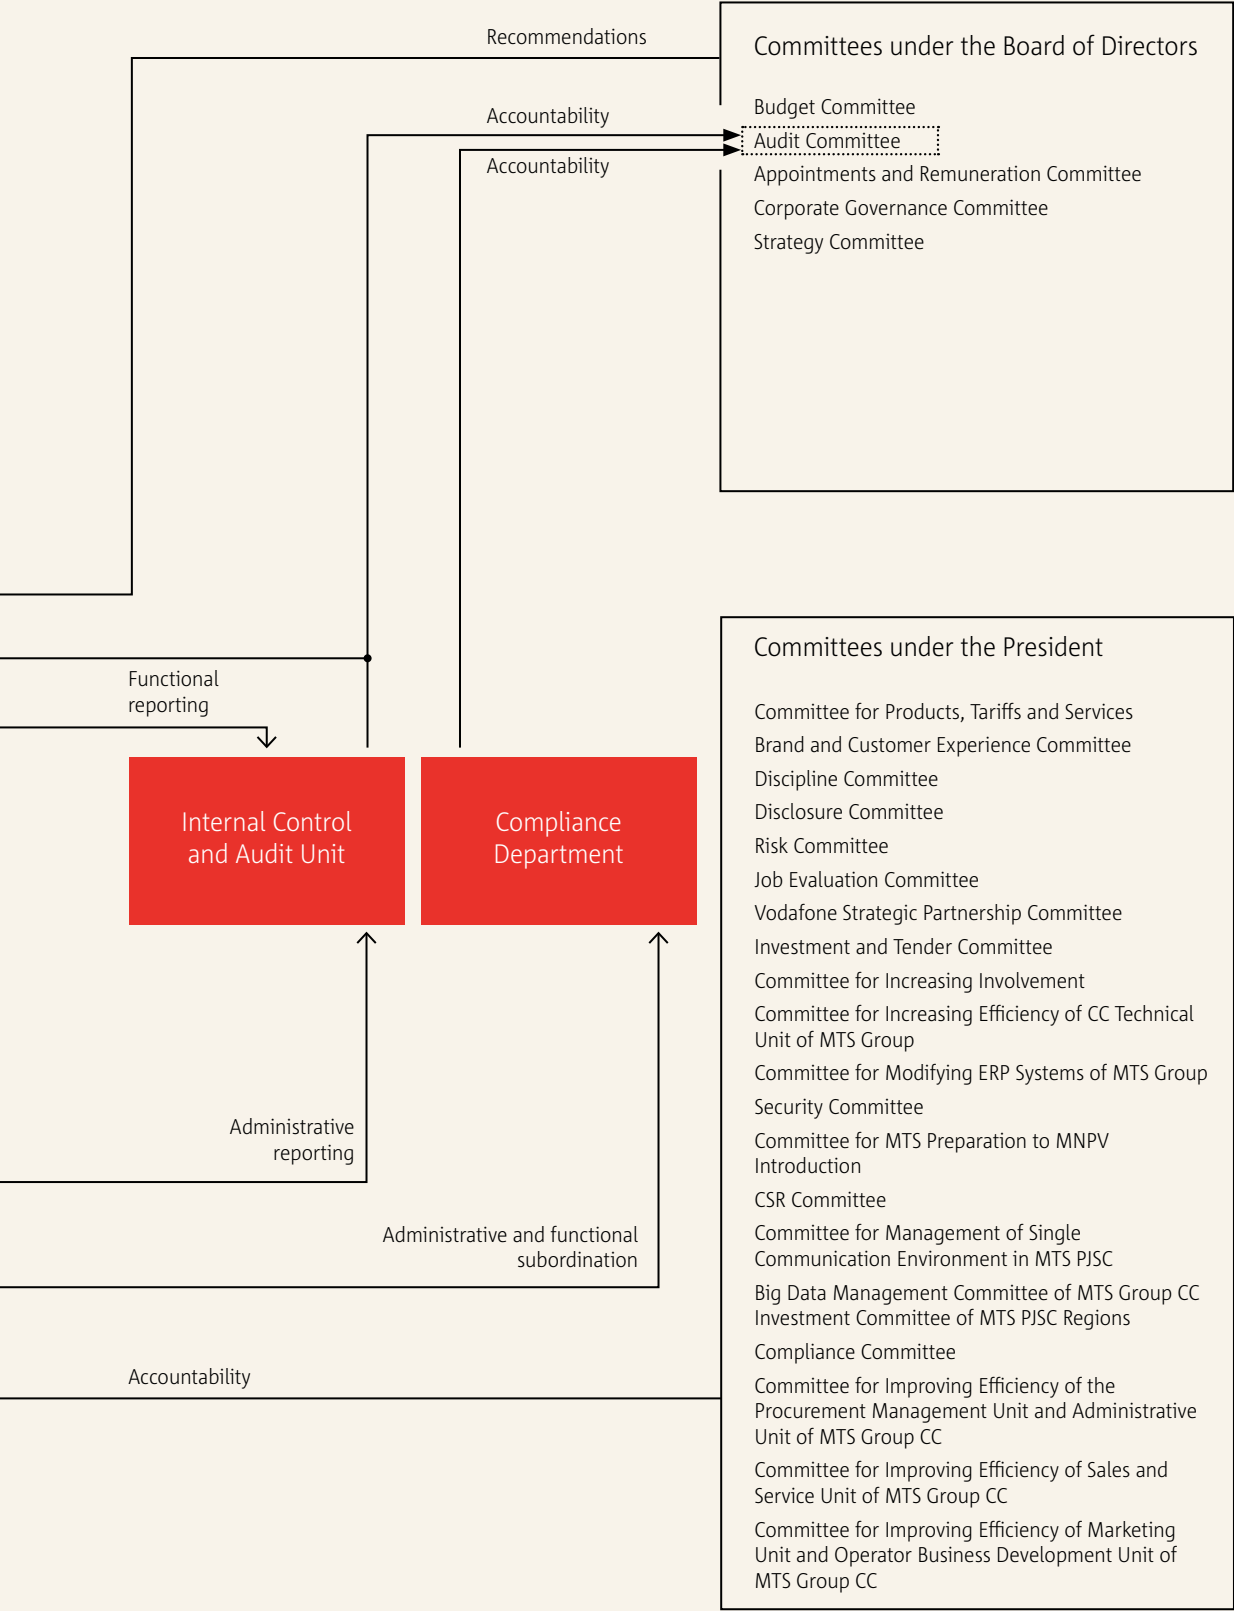 Recommendations
Accountability
Accountability
Committees under the Board of Directors
Budget Committee
Audit Committee
Appointments and Remuneration Committee
Corporate Governance Committee
Strategy Committee
Functional
reporting
Internal Control
and Audit Unit
Compliance
Department
Administrative
reporting
Administrative and functional
subordination
Accountability
Committees under the President
Committee for Products, Tariffs and Services
Brand and Customer Experience Committee
Discipline Committee
Disclosure Committee
Risk Committee
Job Evaluation Committee
Vodafone Strategic Partnership Committee
Investment and Tender Committee
Committee for Increasing Involvement
Committee for Increasing Efficiency of CC Technical
Unit of MTS Group
Committee for Modifying ERP Systems of MTS Group
Security Committee
Committee for MTS Preparation to MNPV
Introduction
CSR Committee
Committee for Management of Single
Communication Environment in MTS PJSC
Big Data Management Committee of MTS Group CC
Investment Committee of MTS PJSC Regions
Compliance Committee
Committee for Improving Efficiency of the
Procurement Management Unit and Administrative
Unit of MTS Group CC
Committee for Improving Efficiency of Sales and
Service Unit of MTS Group CC
Committee for Improving Efficiency of Marketing
Unit and Operator Business Development Unit of
MTS Group CC